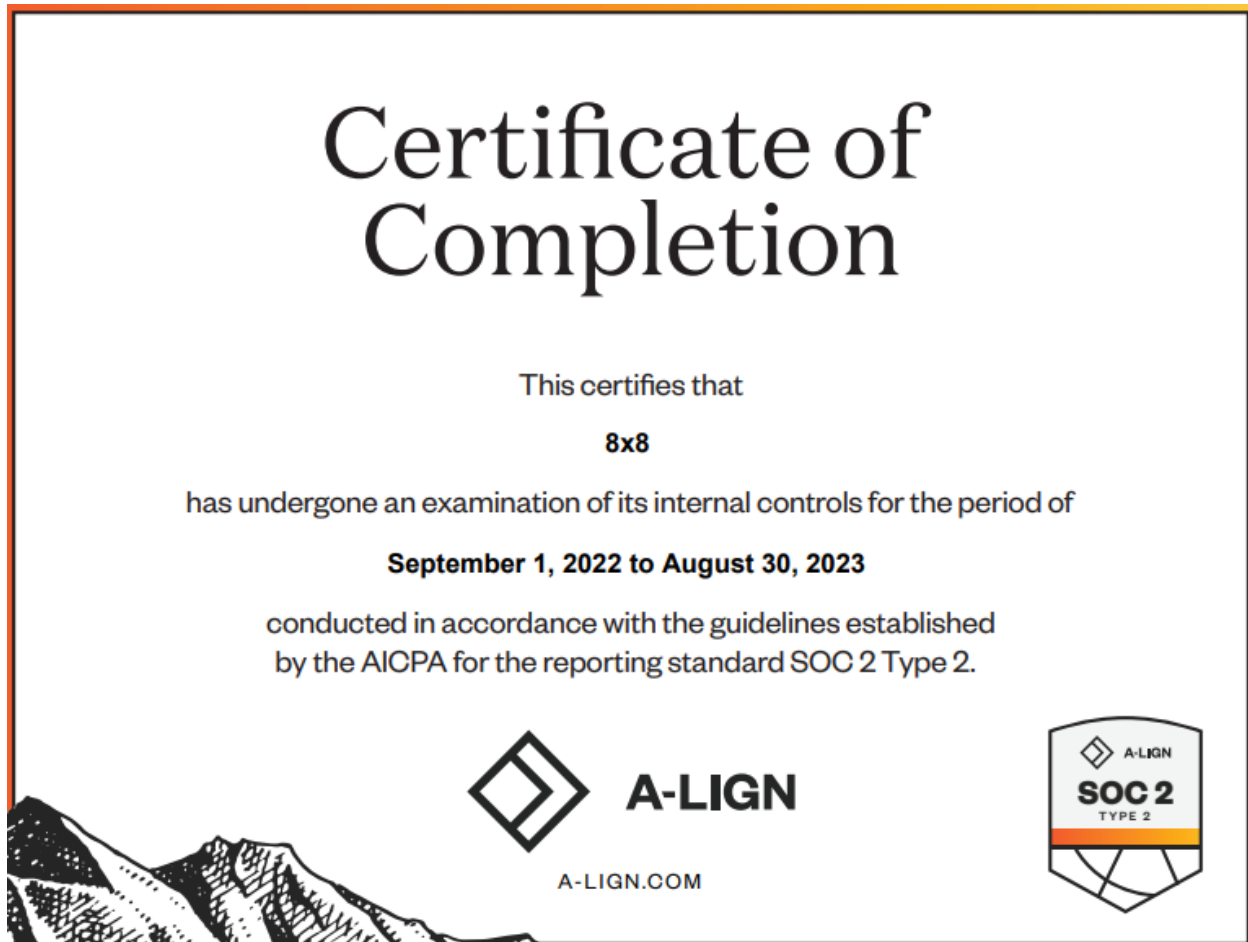 Certificate of
Completion
This certifies that
8x8
has undergone an examination of its internal controls for the period of
September 1, 2022 to August 30, 2023
conducted in accordance with the guidelines established
by the AICPA for the reporting standard SOC 2 Type 2.
A-LIGN
A-LIGN.COM
A-LIGN
SOC 2
TYPE 2